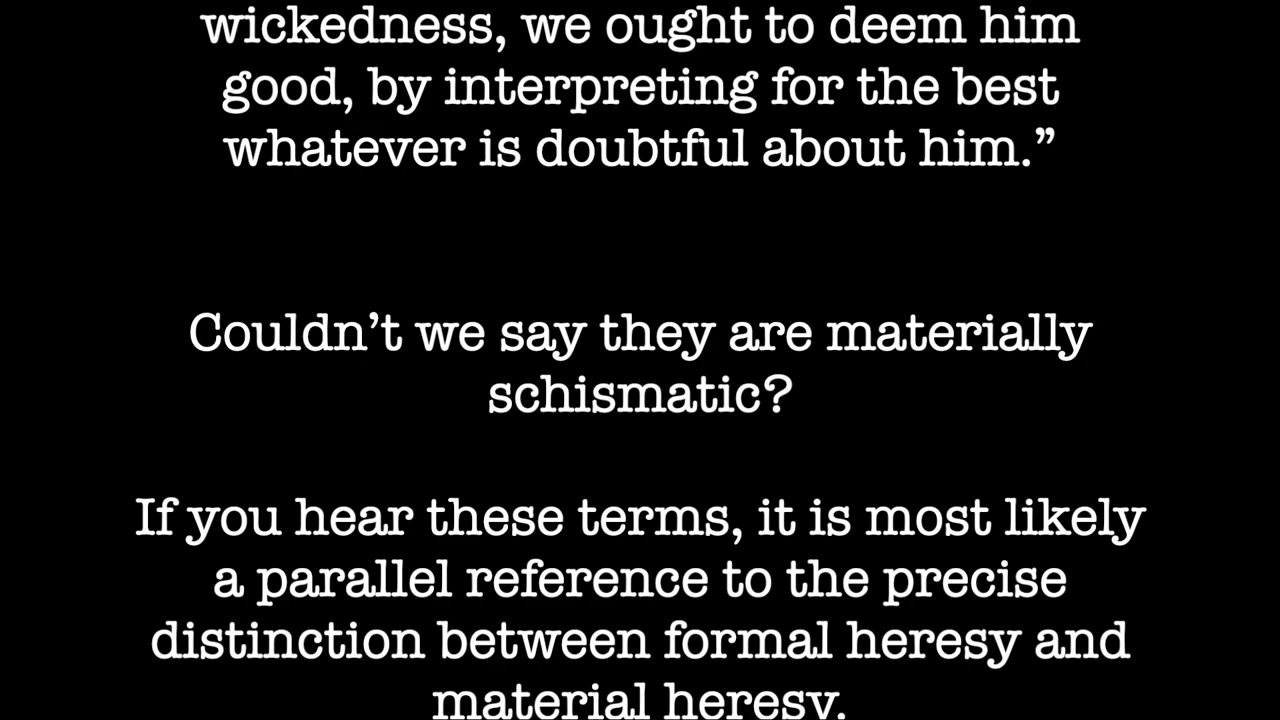 wickedness, we ought to deem him
good, by interpreting for the best
whatever is doubtful about him.”
Couldn’t we say they are materially
schismatic?
If you hear these terms, it is most likely
a parallel reference to the precise
distinction between formal heresy and
material heresy.